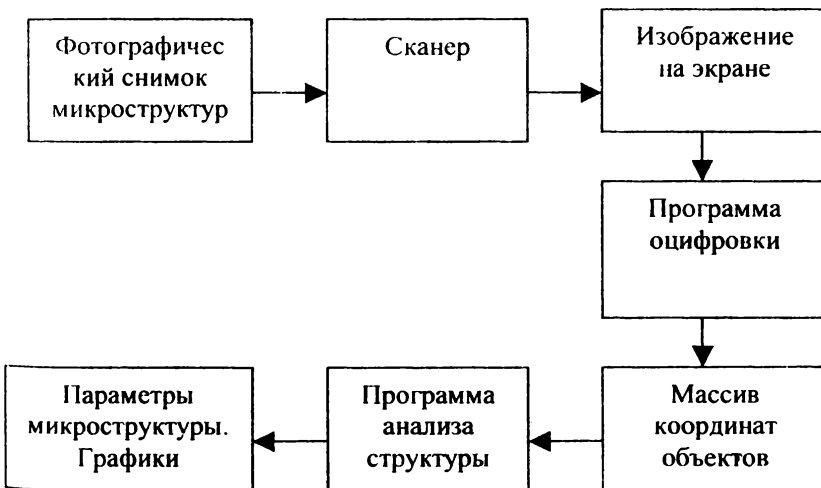 Фотографичес
кий снимок
микроструктур
Сканер
Изображение
на экране
Программа
оцифровки
Массив
координат
объектов
Программа
анализа
структуры
Параметры
микроструктуры.
Графики